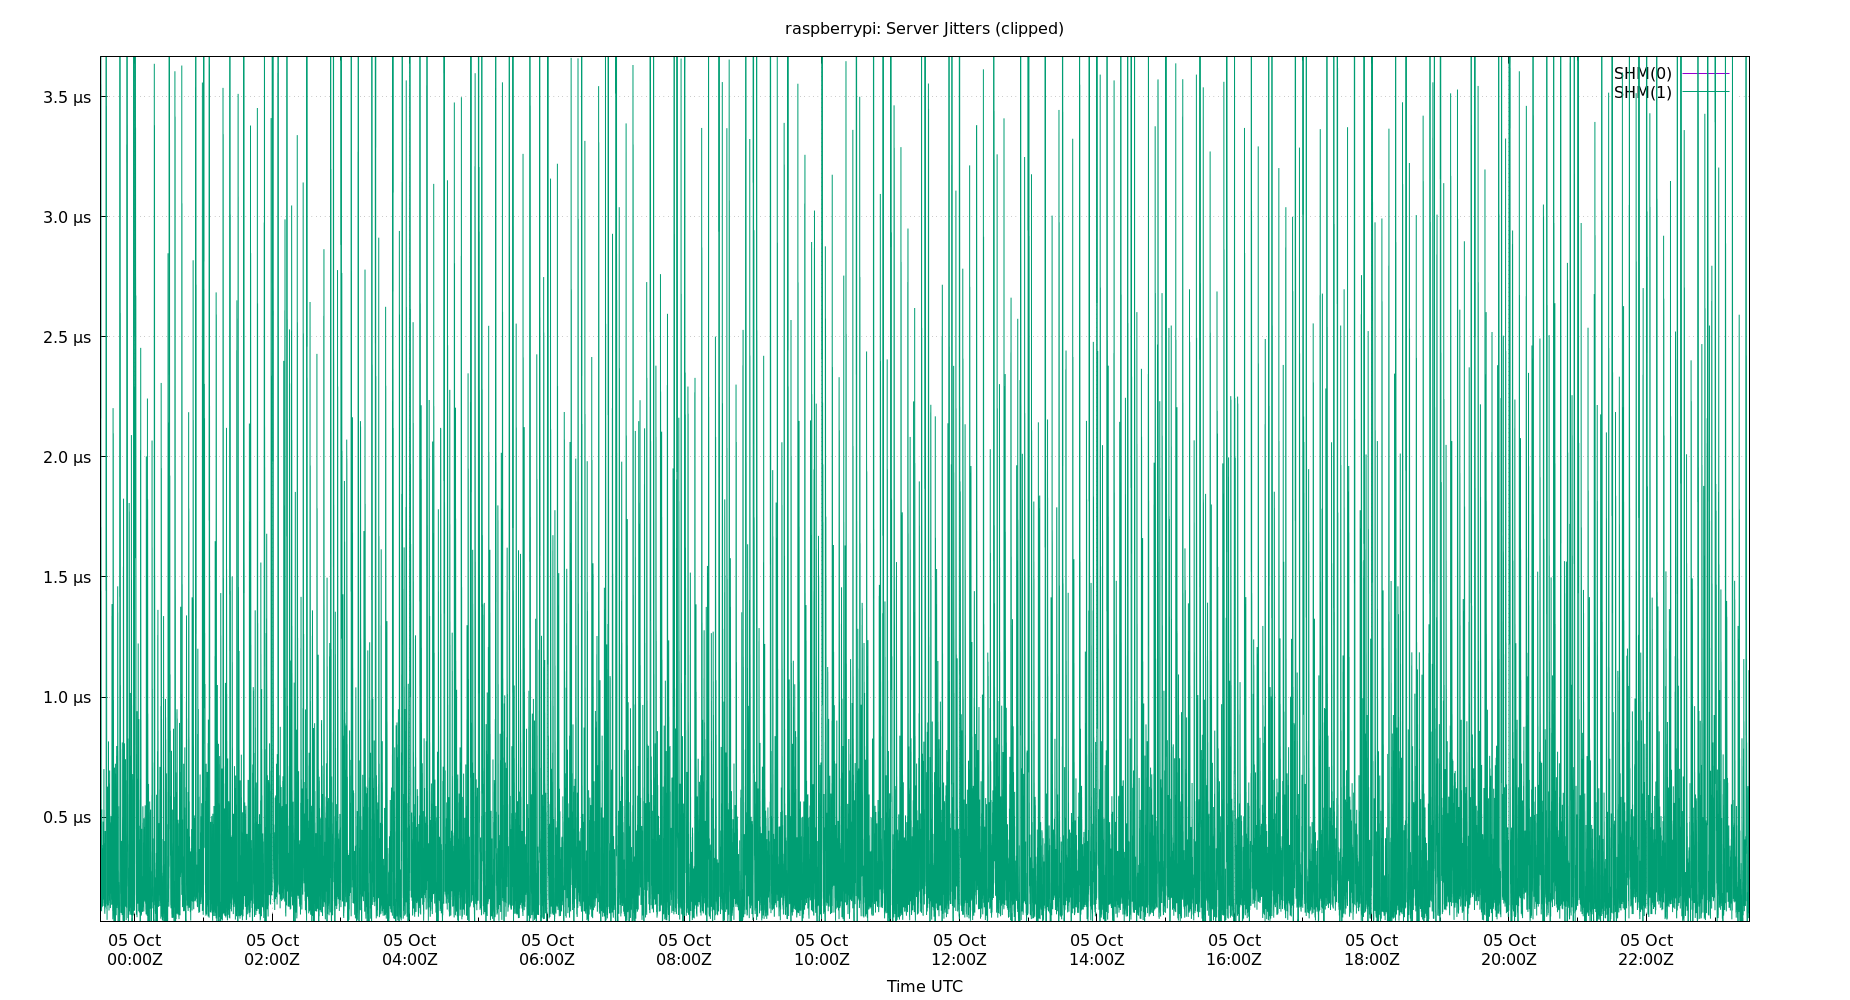 raspberrypi: Server Jitters (clipped)
SHM(0)
SHM(1)
3.5 µs
3.0 µs
2.5 µs
2.0 µs
1.5 µs
1.0 µs
0.5 µs
05 Oct 05 Oct 05 Oct 05 Oct 05 Oct 05 Oct 05 Oct 05 Oct 05 Oct 05 Oct 05 Oct 05 Oct
00:00Z 02:00Z 04:00Z 06:00Z 08:00Z 10:00Z 12:00Z 14:00Z 16:00Z 18:00Z 20:00Z 22:00Z
Time UTC